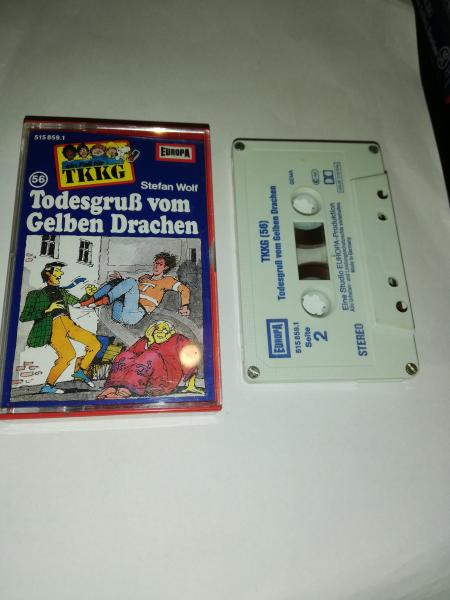 515 859.1
EUROPA
TKKG
56
Stefan Wolf
Todesgruß vom
Gelben Drachen
TKKG (56)
Todesgruß vom Gelben Drachen
GEMA
EUROPA
515 859.1
Seite
2
Eine Studio EUROPA-Produktion
Made in Germany
STEREO